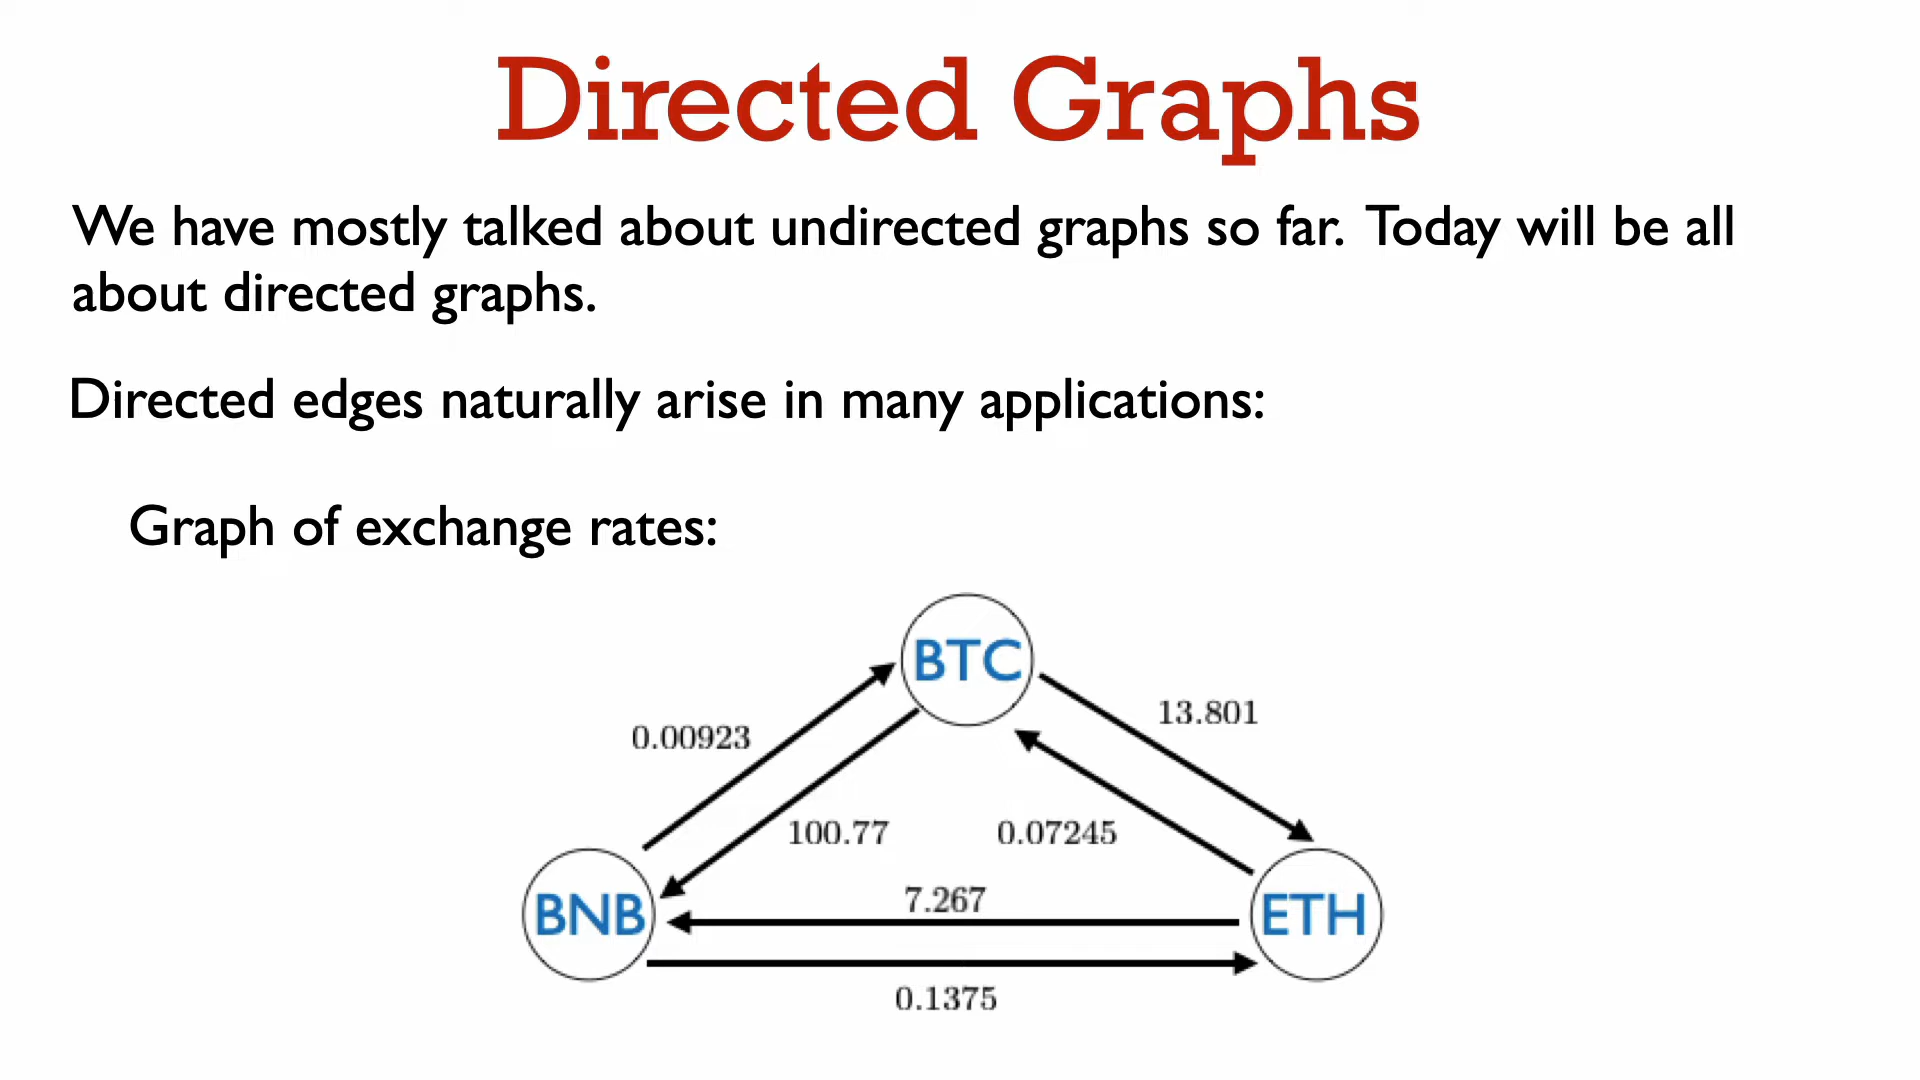 Directed Graphs
We have mostly talked about undirected graphs so far. Today will be all
about directed graphs.
Directed edges naturally arise in many applications:
Graph of exchange rates:
BTC
13.801
0.00923
100.77
0.07245
7.267
BNB
ETH
0.1375